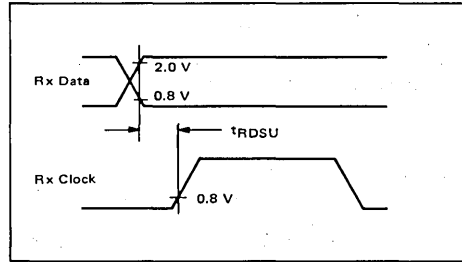 2.0 V
Rx Data
0.8 V
tRDSU
Rx Clock
0.8 V